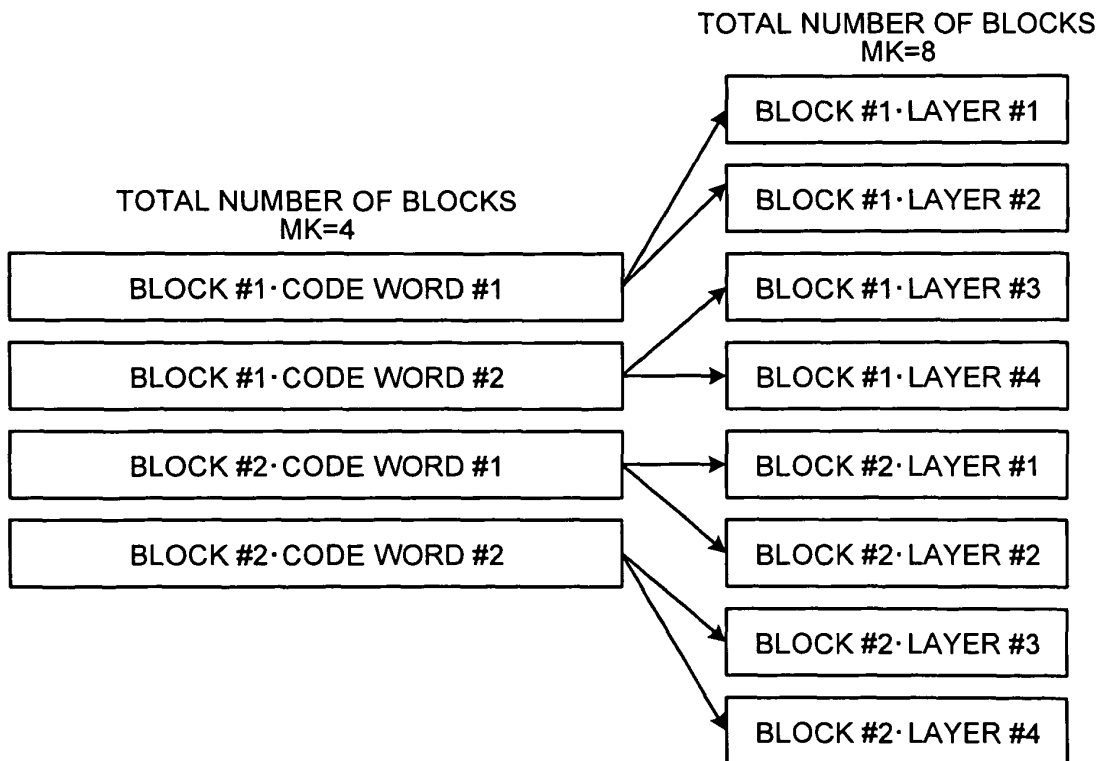 TOTAL NUMBER OF BLOCKS
MK=4
BLOCK #1·CODE WORD #1
BLOCK #1·CODE WORD #2
BLOCK #2·CODE WORD #1
BLOCK #2·CODE WORD #2
TOTAL NUMBER OF BLOCKS
MK=8
BLOCK #1·LAYER #1
BLOCK #1·LAYER #2
BLOCK #1·LAYER #3
BLOCK #1·LAYER #4
BLOCK #2·LAYER #1
BLOCK #2·LAYER #2
BLOCK #2·LAYER #3
BLOCK #2·LAYER #4